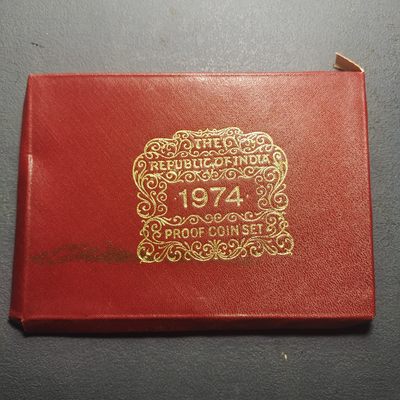 THE
REPUBLIC OF INDIA
·1974·
PROOF COIN SET